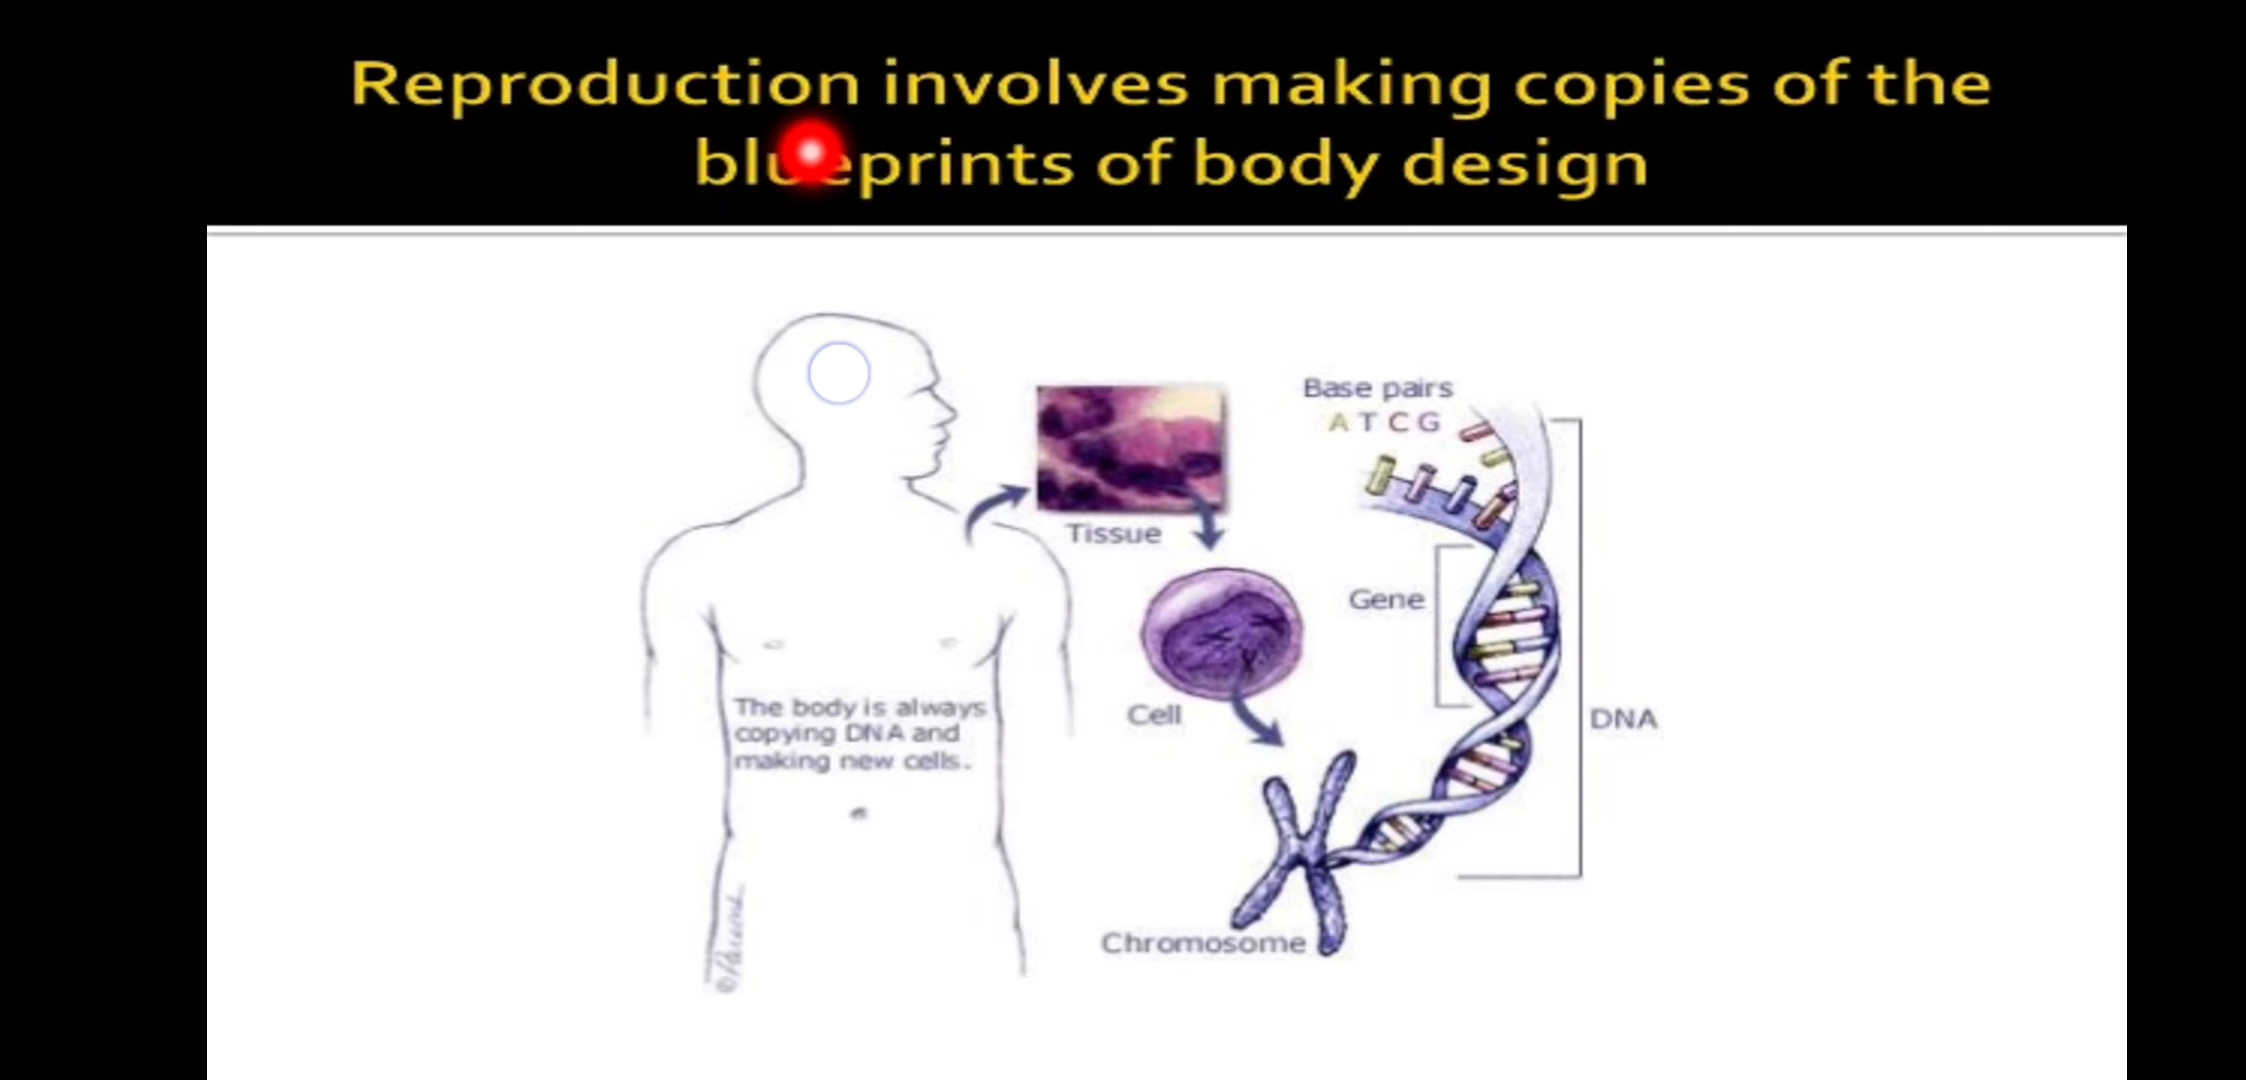 Reproduction involves making copies of the
blueprints of body design
Base pairs
A T C G
Tissue
Gene
Cell
DNA
The body is always
copying DNA and
making new cells.
Chromosome